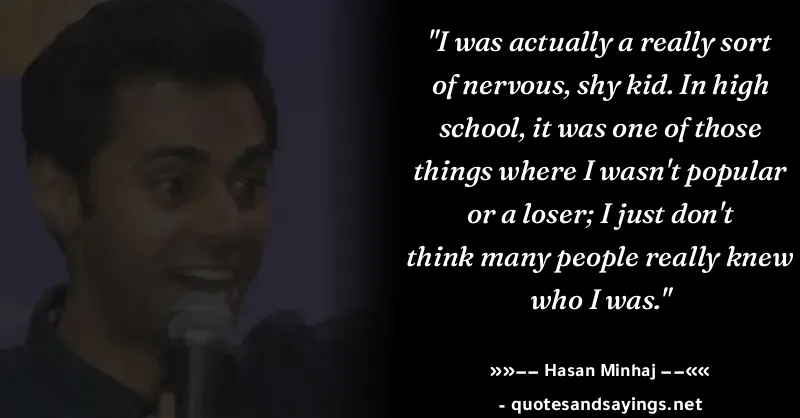 "I was actually a really sort
of nervous, shy kid. In high
school, it was one of those
things where I wasn't popular
or a loser; I just don't
think many people really knew
who I was."
»»—— Hasan Minhaj ——««
- quotesandsayings.net